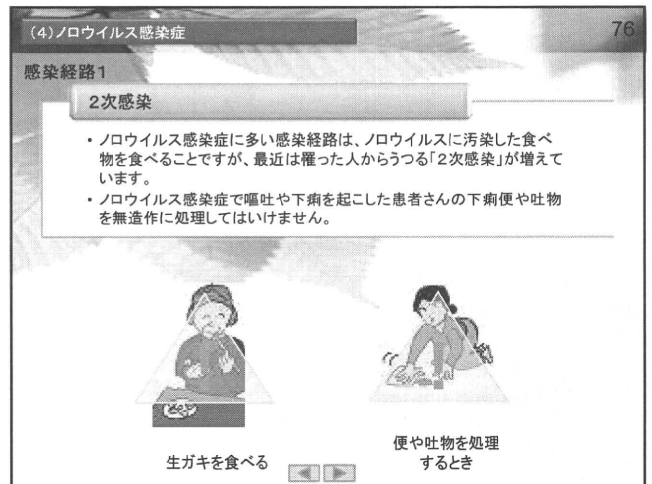 (4)ノロウイルス感染症
76
感染経路1
2次感染
・ノロウイルス感染症に多い感染経路は、ノロウイルスに汚染した食べ
物を食べることですが、最近は罹った人からうつる「2次感染」が増えて
います。
・ノロウイルス感染症で嘔吐や下痢を起こした患者さんの下痢便や吐物
を無造作に処理してはいけません。
生ガキを食べる
便や吐物を処理
するとき